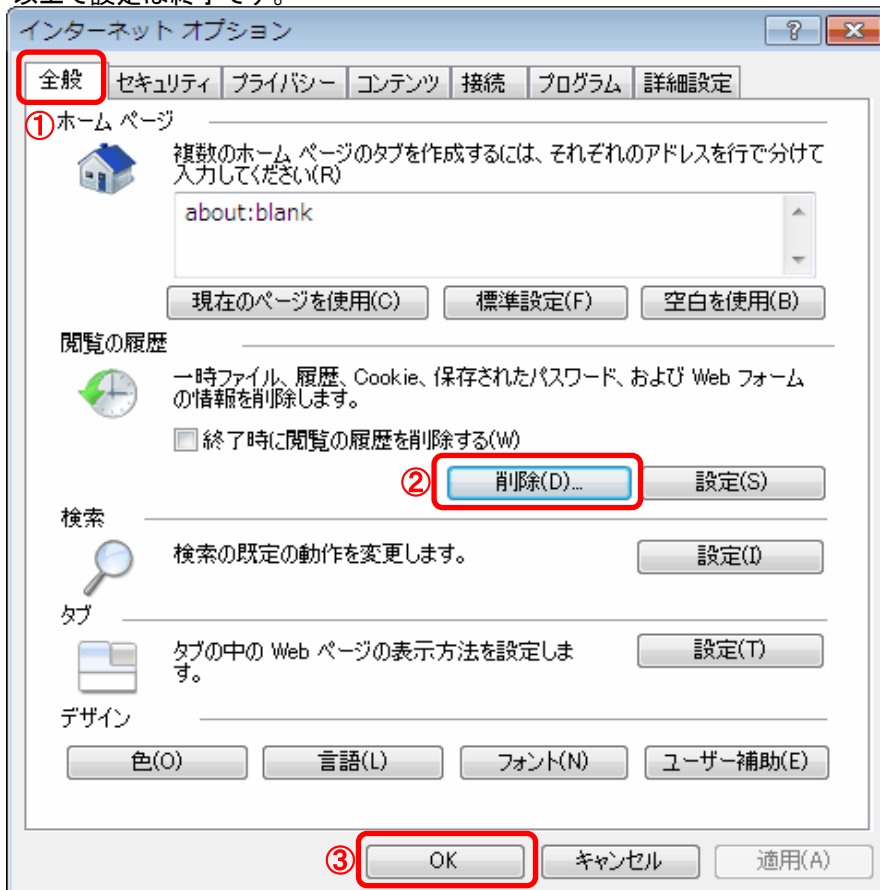 以上で設定は終了です。
インターネット オプション
全般 セキュリティ プライバシー コンテンツ 接続 プログラム 詳細設定
①
ホーム ページ
複数のホーム ページのタブを作成するには、それぞれのアドレスを行で分けて
入力してください(R)
about:blank
現在のページを使用(C) 標準設定(F) 空白を使用(B)
閲覧の履歴
一時ファイル、履歴、Cookie、保存されたパスワード、および Web フォーム
の情報を削除します。
終了時に閲覧の履歴を削除する(W)
② 削除(D)... 設定(S)
検索
検索の既定の動作を変更します。 設定(I)
タブ
タブの中の Web ページの表示方法を設定しま
す。
設定(T)
デザイン
色(O) 言語(L) フォント(N) ユーザー補助(E)
③ OK キャンセル 適用(A)